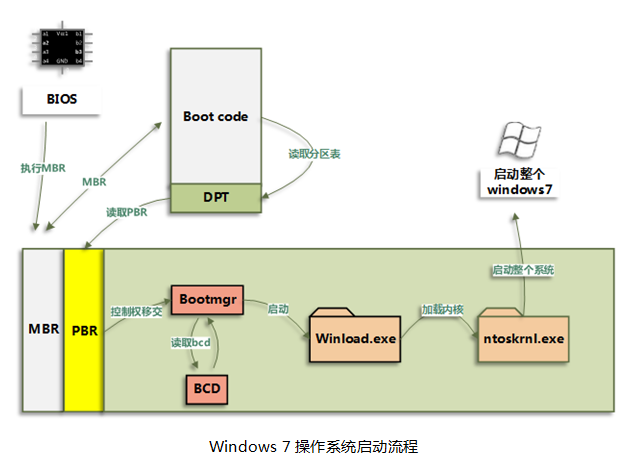 a1 Vcc1 b1
a2 b2
a3 b3
a4 GND b4
BIOS
执行MBR
MBR
Boot code
DPT
读取分区表
读取PBR
启动整个
windows7
启动整个系统
MBR
PBR
控制权移交
Bootmgr
读取bcd
BCD
启动
Winload.exe
加载内核
ntoskrnl.exe
Windows 7 操作系统启动流程